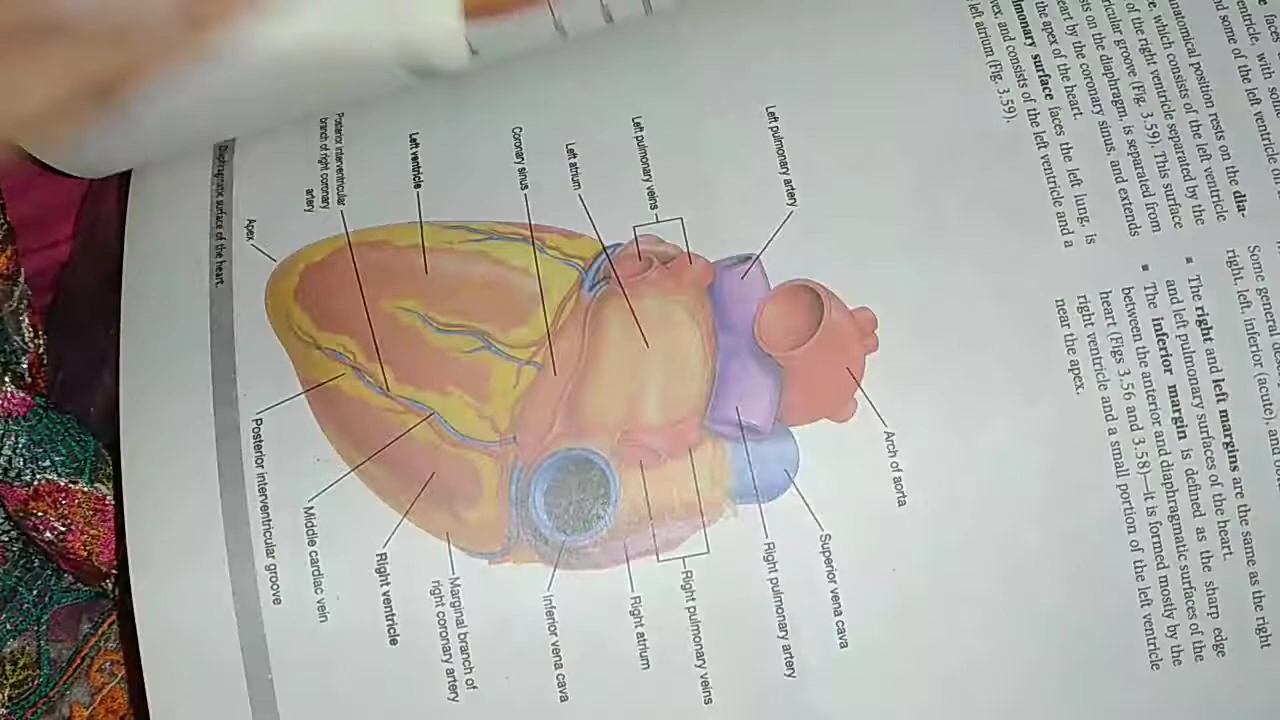 faces
ventricle, with some
nd some of the left ventricle
natomical position rests on the dia-
which consists of the left ventricle
of the right ventricle separated by the
ricular groove (Fig. 3.59). This surface
ts on the diaphragm, is separated from
eart by the coronary sinus, and extends
the apex of the heart.
lmonary surface faces the left lung, is
ves, and consists of the left ventricle and a
left atrium (Fig. 3.59).
Some general
right, left, inferior (acute), and
■ The right and left margins are the same as the right
and left pulmonary surfaces of the heart.
■ The inferior margin is defined as the sharp edge
between the anterior and diaphragmatic surfaces of the
heart (Figs 3.56 and 3.58)—it is formed mostly by the
right ventricle and a small portion of the left ventricle
near the apex.
Left pulmonary artery
Left pulmonary veins
Left atrium
Coronary sinus
Left ventricle
Posterior interventricular
branch of right coronary
artery
Apex
Arch of aorta
Superior vena cava
Right pulmonary artery
Right pulmonary veins
Right atrium
Inferior vena cava
Marginal branch of
right coronary artery
Right ventricle
Middle cardiac vein
Posterior interventricular groove
Diaphragmatic surface of the heart.